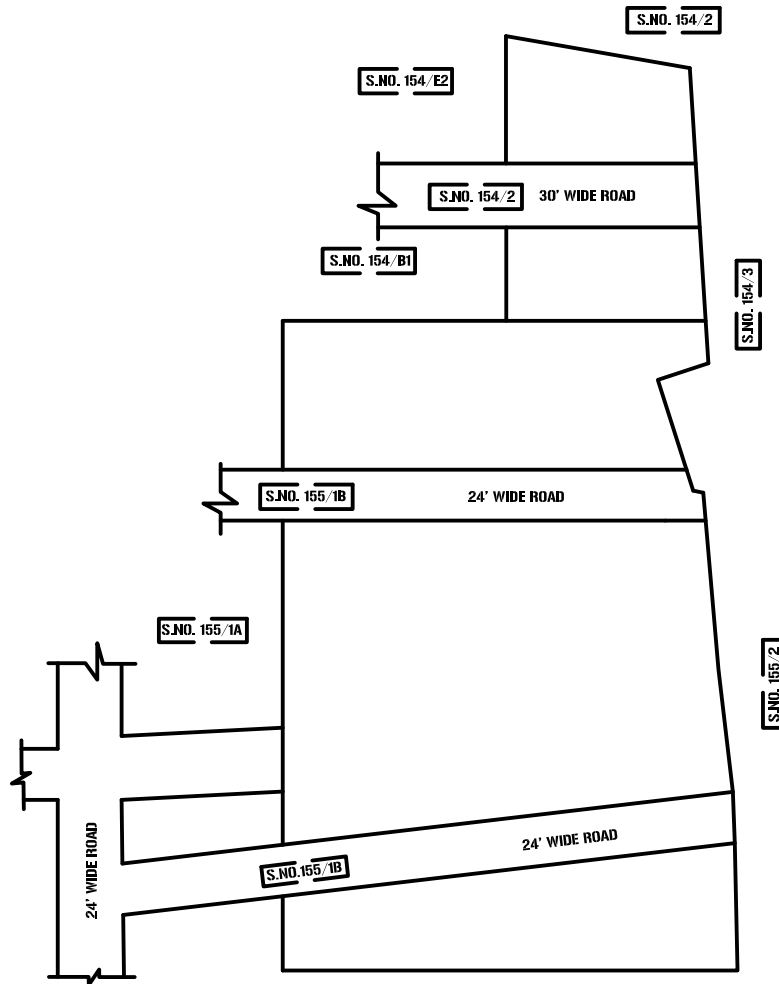 S.NO. 154/2
S.NO. 154/E2
S.NO. 154/2
30' WIDE ROAD
S.NO. 154/B1
S.NO. 154/3
S.NO. 155/1B
24' WIDE ROAD
S.NO. 155/1A
S.NO. 155/2
24' WIDE ROAD
S.NO.155/1B
24' WIDE ROAD